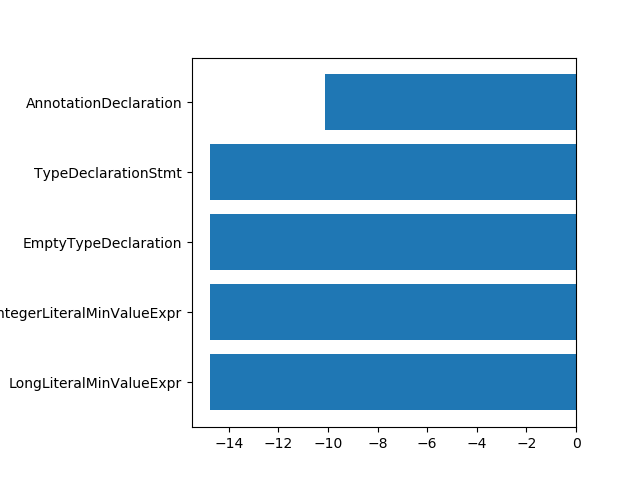 AnnotationDeclaration
TypeDeclarationStmt
EmptyTypeDeclaration
ntegerLiteralMinValueExpr
LongLiteralMinValueExpr
−14 −12 −10 −8 −6 −4 −2 0